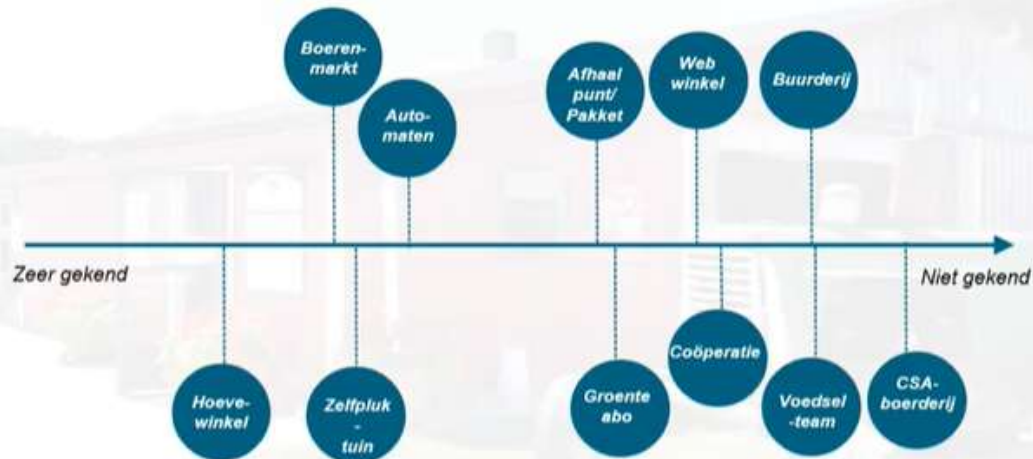 Boeren-
markt
Auto-
maten
Afhaal
punt/
Pakket
Web
winkel
Buurderij
Zeer gekend
Niet gekend
Hoeve-
winkel
Zelfpluk
-
tuin
Groente
abo
Coöperatie
Voedsel
-team
CSA-
boerderij